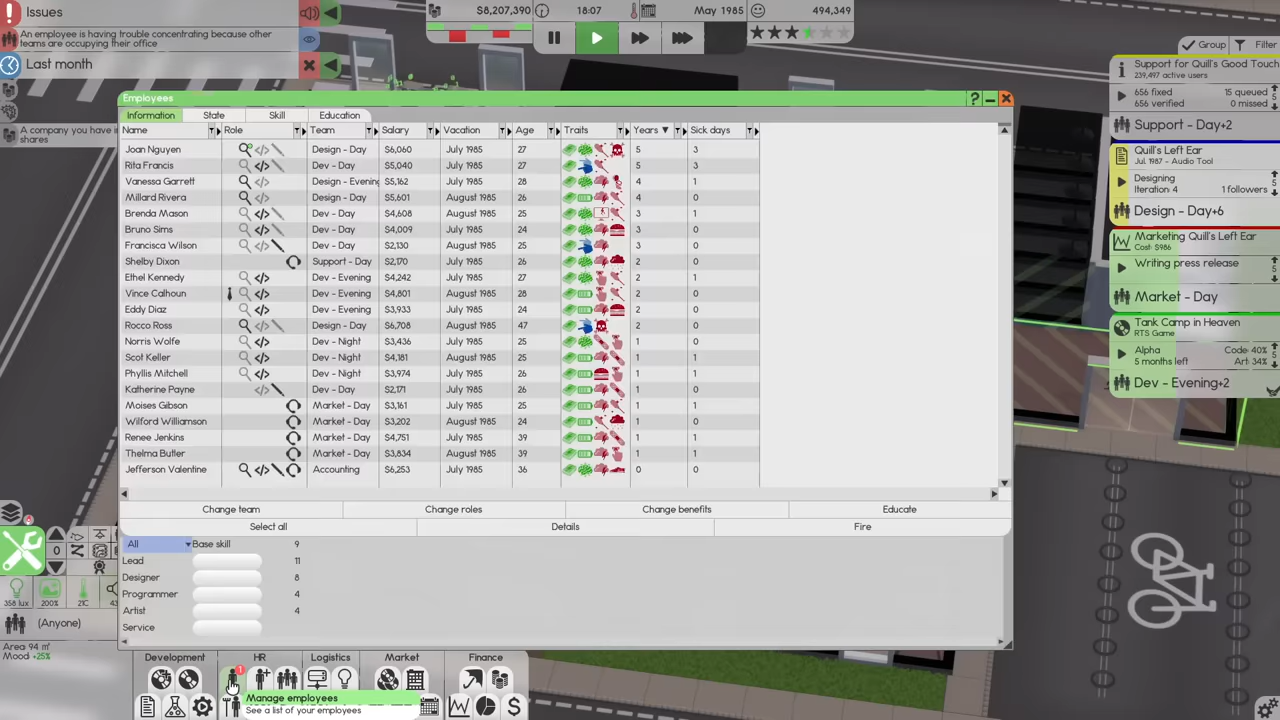 Issues
An employee is having trouble concentrating because other
teams are occupying their office
Last month
A company you have
shares
$8,207,390
18:07
May 1985
494,349
Group
Filter
Support for Quill's Good Touch
239,497 active users
656 fixed 15 queued
656 verified 0 missed
Support - Day+2
Quill's Left Ear
Jul. 1987 - Audio Tool
Designing
Iteration: 4 1 followers
Design - Day+6
Marketing Quill's Left Ear
Cost: $986
Writing press release
Market - Day
Tank Camp in Heaven
RTS Game
Alpha Code: 40%
5 months left Art: 34%
Dev - Evening+2
Employees
Information State Skill Education
Name Role Team Salary Vacation Age Traits Years Sick days
Joan Nguyen Design - Day $6,060 July 1985 27 5 3
Rita Francis Dev - Day $5,040 July 1985 27 5 3
Vanessa Garrett Design - Evening $5,162 July 1985 28 4 1
Millard Rivera Design - Day $5,601 August 1985 26 4 0
Brenda Mason Dev - Day $4,608 August 1985 25 3 1
Bruno Sims Dev - Day $4,009 August 1985 24 3 0
Francisca Wilson Dev - Day $2,130 August 1985 25 3 0
Shelby Dixon Support - Day $2,170 July 1985 26 2 0
Ethel Kennedy Dev - Evening $4,242 July 1985 27 2 1
Vince Calhoun Dev - Evening $4,801 August 1985 28 2 0
Eddy Diaz Dev - Evening $3,933 August 1985 24 2 0
Rocco Ross Design - Day $6,708 August 1985 47 2 0
Norris Wolfe Dev - Night $3,436 July 1985 25 1 0
Scot Keller Dev - Night $4,181 August 1985 25 1 1
Phyllis Mitchell Dev - Night $3,974 August 1985 26 1 1
Katherine Payne Dev - Day $2,171 August 1985 26 1 0
Moises Gibson Market - Day $3,161 August 1985 25 1 1
Wilford Williamson Market - Day $3,202 August 1985 24 1 0
Renee Jenkins Market - Day $4,751 August 1985 39 1 1
Thelma Butler Market - Day $3,834 August 1985 39 1 1
Jefferson Valentine Accounting $6,253 July 1985 36 0 0
Change team Change roles Change benefits Educate
Select all Details Fire
All Base skill 9
Lead 11
Designer 8
Programmer 4
Artist 4
Service
0
358 lux 200% 21C
(Anyone)
Area: 94 m²
Mood: +25%
Development HR Logistics Market Finance
1
Manage employees
See a list of your employees